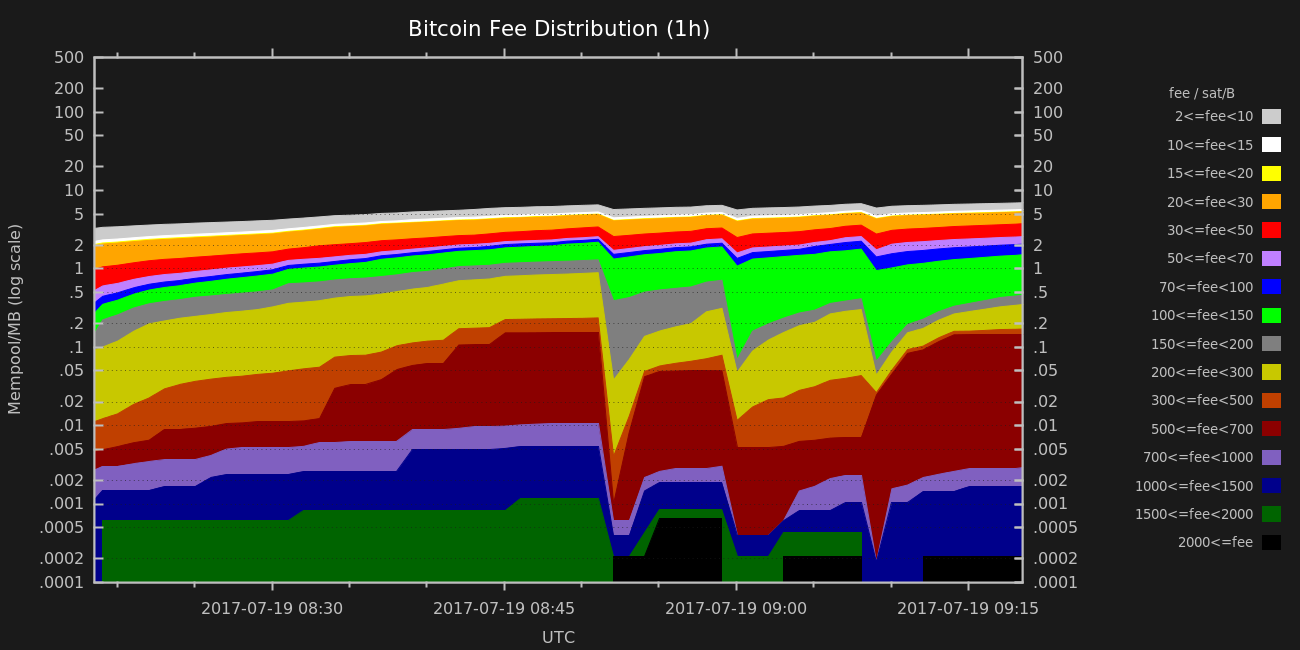 Bitcoin Fee Distribution (1h)
Mempool/MB (log scale)
500
200
100
50
20
10
5
2
1
.5
.2
.1
.05
.02
.01
.005
.002
.001
.0005
.0002
.0001
500
200
100
50
20
10
5
2
1
.5
.2
.1
.05
.02
.01
.005
.002
.001
.0005
.0002
.0001
2017-07-19 08:30
2017-07-19 08:45
2017-07-19 09:00
2017-07-19 09:15
UTC
fee / sat/B
2<=fee<10
10<=fee<15
15<=fee<20
20<=fee<30
30<=fee<50
50<=fee<70
70<=fee<100
100<=fee<150
150<=fee<200
200<=fee<300
300<=fee<500
500<=fee<700
700<=fee<1000
1000<=fee<1500
1500<=fee<2000
2000<=fee